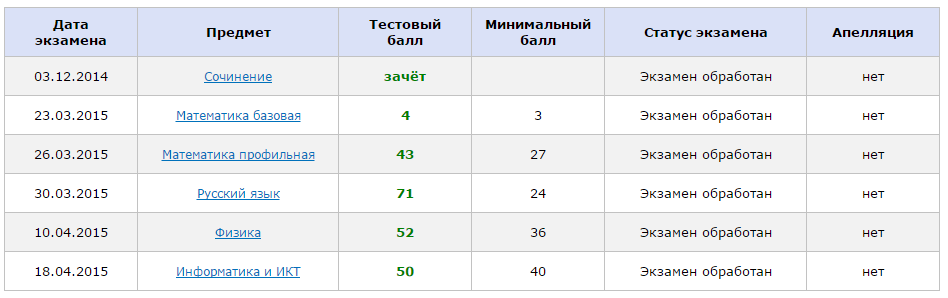 Дата экзамена Предмет Тестовый балл Минимальный балл Статус экзамена Апелляция
03.12.2014 Сочинение зачёт Экзамен обработан нет
23.03.2015 Математика базовая 4 3 Экзамен обработан нет
26.03.2015 Математика профильная 43 27 Экзамен обработан нет
30.03.2015 Русский язык 71 24 Экзамен обработан нет
10.04.2015 Физика 52 36 Экзамен обработан нет
18.04.2015 Информатика и ИКТ 50 40 Экзамен обработан нет